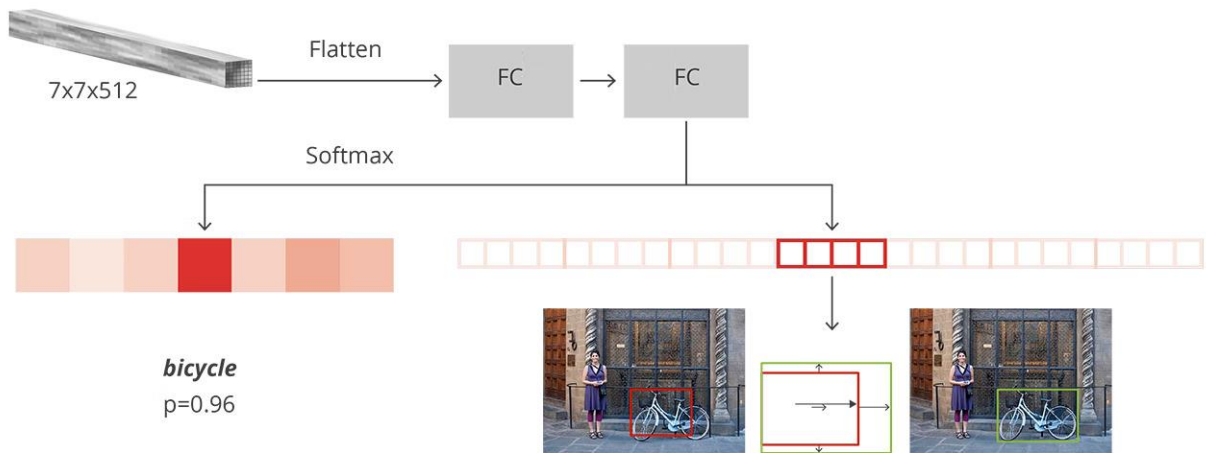 Flatten
7x7x512
FC
FC
Softmax
bicycle
p=0.96